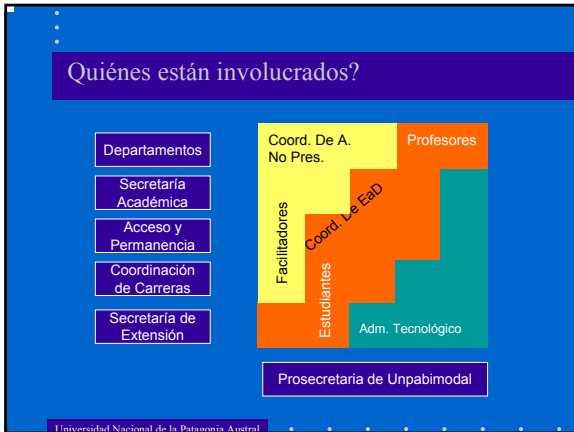 Quiénes están involucrados?
Departamentos
Secretaría
Académica
Acceso y
Permanencia
Coordinación
de Carreras
Secretaría de
Extensión
Coord. De A.
No Pres.
Profesores
Facilitadores
Coord. De EaD
Estudiantes
Adm. Tecnológico
Prosecretaria de Unpabimodal
Universidad Nacional de la Patagonia Austral